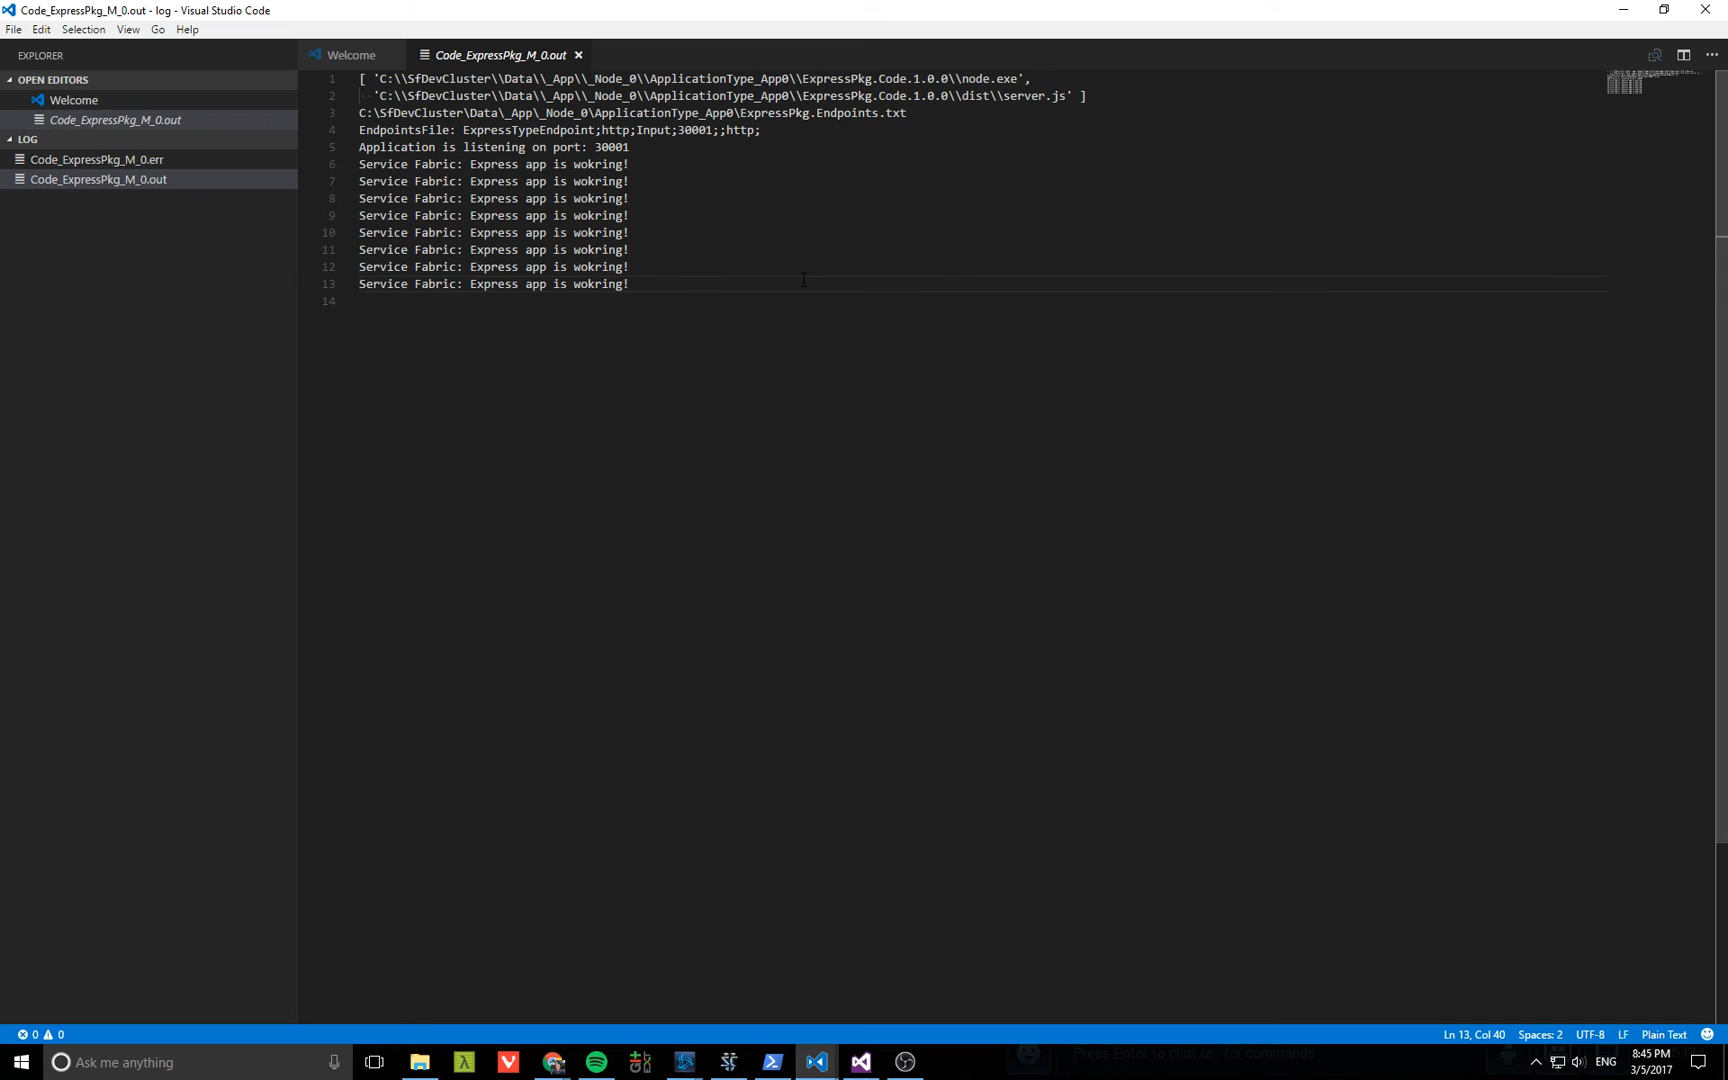 Code_ExpressPkg_M_0.out - log - Visual Studio Code
File Edit Selection View Go Help
EXPLORER
OPEN EDITORS
Welcome
Code_ExpressPkg_M_0.out
LOG
Code_ExpressPkg_M_0.err
Code_ExpressPkg_M_0.out
Welcome Code_ExpressPkg_M_0.out
1 [ 'C:\\SfDevCluster\\Data\\_App\\_Node_0\\ApplicationType_App0\\ExpressPkg.Code.1.0.0\\node.exe',
2 'C:\\SfDevCluster\\Data\\_App\\_Node_0\\ApplicationType_App0\\ExpressPkg.Code.1.0.0\\dist\\server.js' ]
3 C:\SfDevCluster\Data\_App\_Node_0\ApplicationType_App0\ExpressPkg.Endpoints.txt
4 EndpointsFile: ExpressTypeEndpoint;http;Input;30001;;http;
5 Application is listening on port: 30001
6 Service Fabric: Express app is wokring!
7 Service Fabric: Express app is wokring!
8 Service Fabric: Express app is wokring!
9 Service Fabric: Express app is wokring!
10 Service Fabric: Express app is wokring!
11 Service Fabric: Express app is wokring!
12 Service Fabric: Express app is wokring!
13 Service Fabric: Express app is wokring!
14
0 0 Ln 13, Col 40 Spaces: 2 UTF-8 LF Plain Text
Ask me anything
Press Enter to chat or / for commands
ENG
8:45 PM
3/5/2017